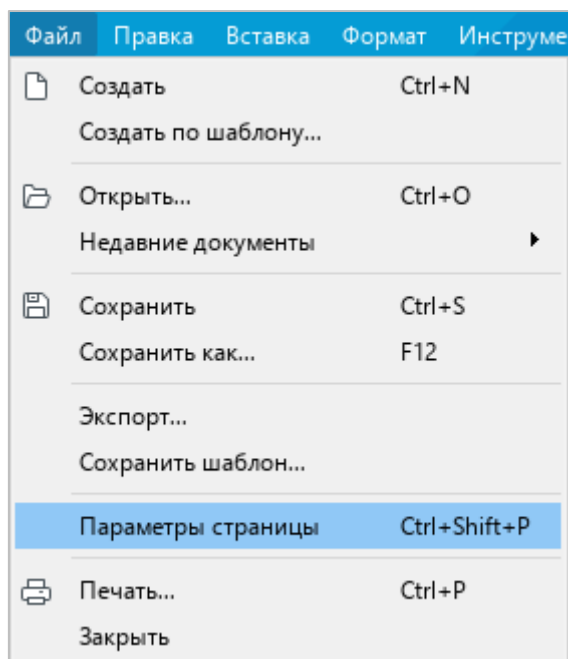 Файл Правка Вставка Формат Инструме
Создать Ctrl+N
Создать по шаблону...
Открыть... Ctrl+O
Недавние документы
Сохранить Ctrl+S
Сохранить как... F12
Экспорт...
Сохранить шаблон...
Параметры страницы Ctrl+Shift+P
Печать... Ctrl+P
Закрыть